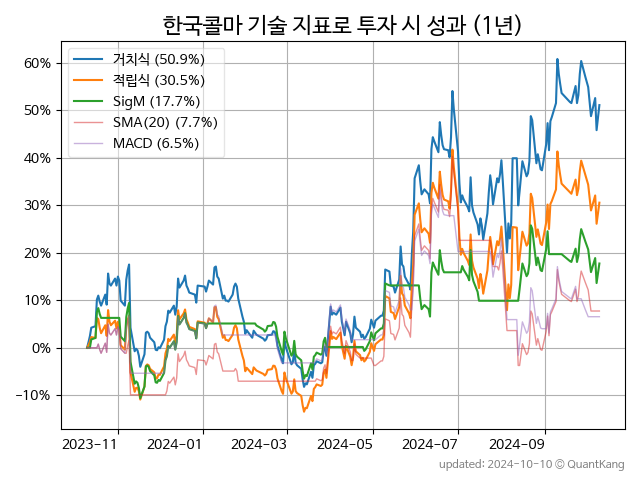 한국콜마 기술 지표로 투자 시 성과 (1년)
거치식 (50.9%)
적립식 (30.5%)
SigM (17.7%)
SMA(20) (7.7%)
MACD (6.5%)
60%
50%
40%
30%
20%
10%
0%
−10%
2023-11
2024-01
2024-03
2024-05
2024-07
2024-09
updated: 2024-10-10 © QuantKang